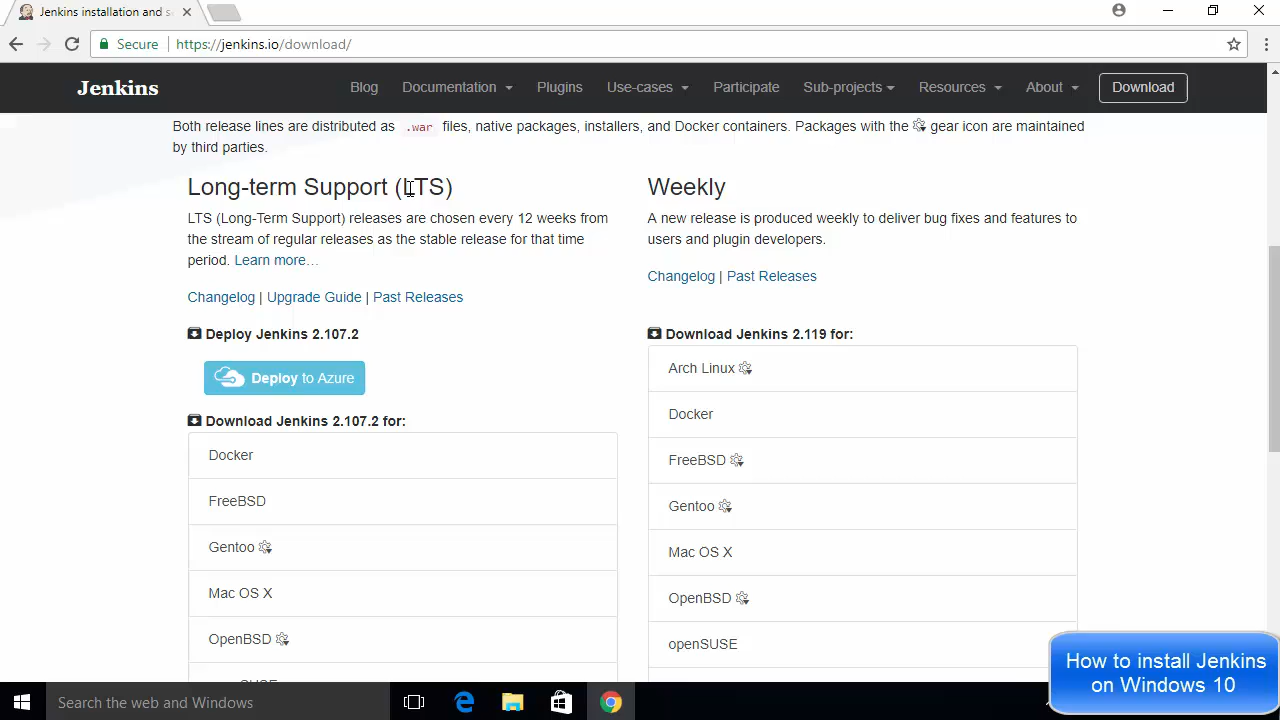 Jenkins installation and s
Secure
https://jenkins.io/download/
Jenkins
Blog
Documentation
Plugins
Use-cases
Participate
Sub-projects
Resources
About
Download
Both release lines are distributed as .war files, native packages, installers, and Docker containers. Packages with the gear icon are maintained
by third parties.
Long-term Support (LTS)
LTS (Long-Term Support) releases are chosen every 12 weeks from
the stream of regular releases as the stable release for that time
period. Learn more…
Changelog | Upgrade Guide | Past Releases
Deploy Jenkins 2.107.2
Deploy to Azure
Download Jenkins 2.107.2 for:
Docker
FreeBSD
Gentoo
Mac OS X
OpenBSD
Weekly
A new release is produced weekly to deliver bug fixes and features to
users and plugin developers.
Changelog | Past Releases
Download Jenkins 2.119 for:
Arch Linux
Docker
FreeBSD
Gentoo
Mac OS X
OpenBSD
openSUSE
How to install Jenkins
on Windows 10
Search the web and Windows